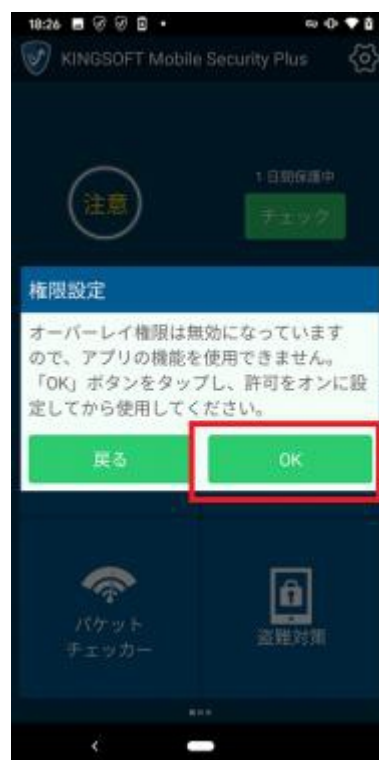 18:26
KINGSOFT Mobile Security Plus
1日間保護中
注意
チェック
権限設定
オーバーレイ権限は無効になっています
ので、アプリの機能を使用できません。
「OK」ボタンをタップし、許可をオンに設
定してから使用してください。
戻る
OK
パケット
チェッカー
盗難対策